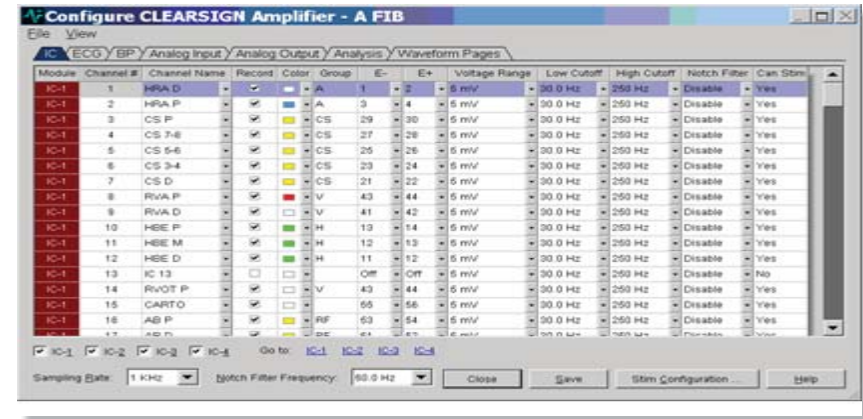 Configure CLEARSIGN Amplifier - A FIB
File View
IC ECG BP Analog Input Analog Output Analysis Waveform Pages
Module Channel # Channel Name Record Color Group E- E+ Voltage Range Low Cutoff High Cutoff Notch Filter Can Stim
IC-1 1 HRA D A 1 2 5 mV 30.0 Hz 250 Hz Disable Yes
IC-1 2 HRA P A 3 4 5 mV 30.0 Hz 250 Hz Disable Yes
IC-1 3 CS P CS 29 30 5 mV 30.0 Hz 250 Hz Disable Yes
IC-1 4 CS 7-8 CS 27 28 5 mV 30.0 Hz 250 Hz Disable Yes
IC-1 5 CS 5-6 CS 25 26 5 mV 30.0 Hz 250 Hz Disable Yes
IC-1 6 CS 3-4 CS 23 24 5 mV 30.0 Hz 250 Hz Disable Yes
IC-1 7 CS D CS 21 22 5 mV 30.0 Hz 250 Hz Disable Yes
IC-1 8 RVA P V 43 44 5 mV 30.0 Hz 250 Hz Disable Yes
IC-1 9 RVA D V 41 42 5 mV 30.0 Hz 250 Hz Disable Yes
IC-1 10 HBE P H 13 14 5 mV 30.0 Hz 250 Hz Disable Yes
IC-1 11 HBE M H 12 13 5 mV 30.0 Hz 250 Hz Disable Yes
IC-1 12 HBE D H 11 12 5 mV 30.0 Hz 250 Hz Disable Yes
IC-1 13 IC 13 Off Off 5 mV 30.0 Hz 250 Hz Disable No
IC-1 14 RVOT P V 43 44 5 mV 30.0 Hz 250 Hz Disable Yes
IC-1 15 CARTO 56 5 mV 30.0 Hz 250 Hz Disable Yes
IC-1 16 AB P RF 53 54 5 mV 30.0 Hz 250 Hz Disable Yes
IC-1 IC-2 IC-3 IC-4 Go to: IC-1 IC-2 IC-3 IC-4
Sampling Rate: 1 KHz Notch Filter Frequency: 60.0 Hz Close Save Stim Configuration ... Help